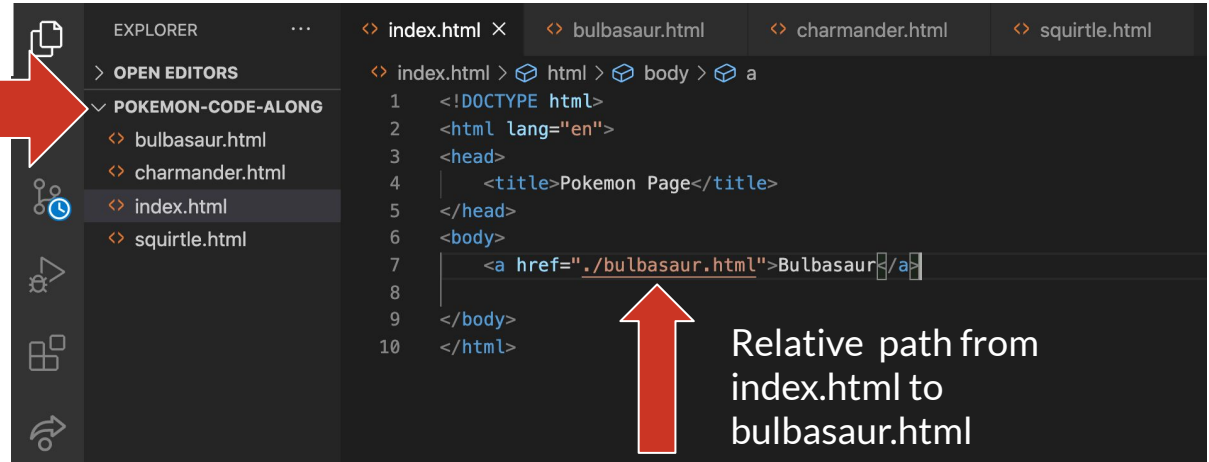 EXPLORER ···
index.html ×
bulbasaur.html
charmander.html
squirtle.html
> OPEN EDITORS
POKEMON-CODE-ALONG
bulbasaur.html
charmander.html
index.html
squirtle.html
index.html > html > body > a
1 <!DOCTYPE html>
2 <html lang="en">
3 <head>
4 <title>Pokemon Page</title>
5 </head>
6 <body>
7 <a href="./bulbasaur.html">Bulbasaur</a>
8
9 </body>
10 </html>
Relative path from
index.html to
bulbasaur.html